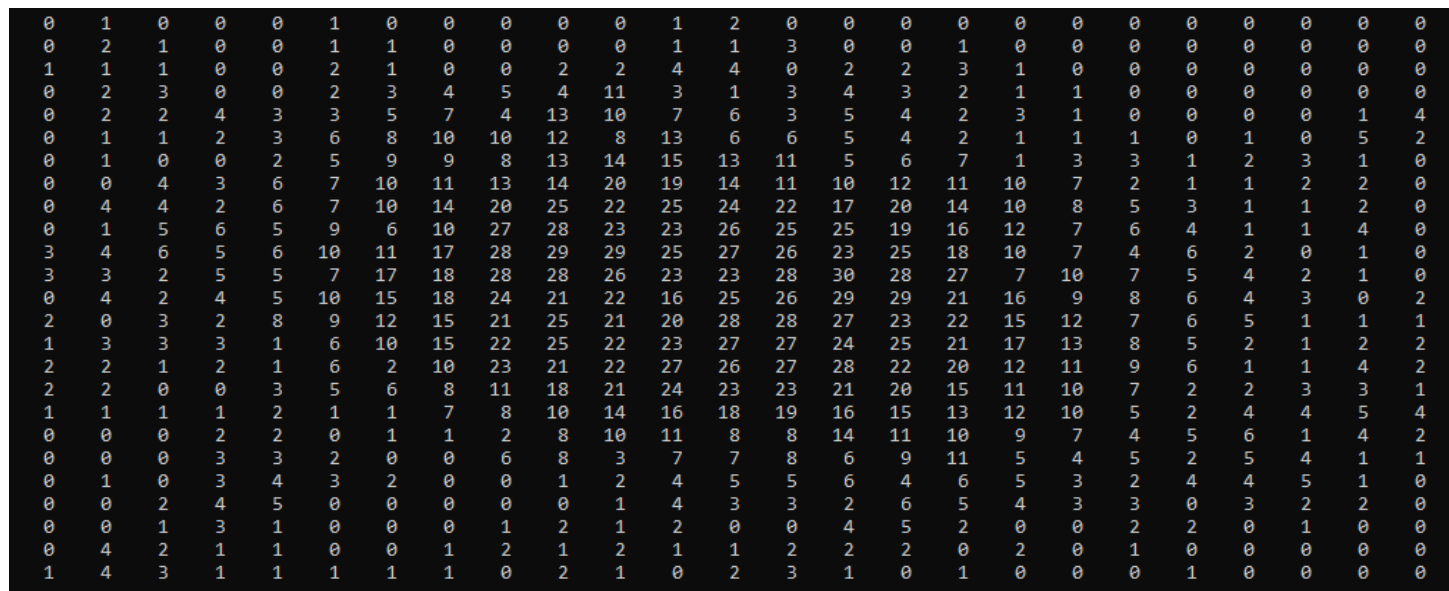 0 1 0 0 0 1 0 0 0 0 0 1 2 0 0 0 0 0 0 0 0 0 0 0 0
0 2 1 0 0 1 1 0 0 0 0 1 1 3 0 0 1 0 0 0 0 0 0 0 0
1 1 1 0 0 2 1 0 0 2 2 4 4 0 2 2 3 1 0 0 0 0 0 0 0
0 2 3 0 0 2 3 4 5 4 11 3 1 3 4 3 2 1 1 0 0 0 0 0 0
0 2 2 4 3 3 5 7 4 13 10 7 6 3 5 4 2 3 1 0 0 0 0 1 4
0 1 1 2 3 6 8 10 10 12 8 13 6 6 5 4 2 1 1 1 0 1 0 5 2
0 1 0 0 2 5 9 9 8 13 14 15 13 11 5 6 7 1 3 3 1 2 3 1 0
0 0 4 3 6 7 10 11 13 14 20 19 14 11 10 12 11 10 7 2 1 1 2 2 0
0 4 4 2 6 7 10 14 20 25 22 25 24 22 17 20 14 10 8 5 3 1 1 2 0
0 1 5 6 5 9 6 10 27 28 23 23 26 25 25 19 16 12 7 6 4 1 1 4 0
3 4 6 5 6 10 11 17 28 29 29 25 27 26 23 25 18 10 7 4 6 2 0 1 0
3 3 2 5 5 7 17 18 28 28 26 23 23 28 30 28 27 7 10 7 5 4 2 1 0
0 4 2 4 5 10 15 18 24 21 22 16 25 26 29 29 21 16 9 8 6 4 3 0 2
2 0 3 2 8 9 12 15 21 25 21 20 28 28 27 23 22 15 12 7 6 5 1 1 1
1 3 3 3 1 6 10 15 22 25 22 23 27 27 24 25 21 17 13 8 5 2 1 2 2
2 2 1 2 1 6 2 10 23 21 22 27 26 27 28 22 20 12 11 9 6 1 1 4 2
2 2 0 0 3 5 6 8 11 18 21 24 23 23 21 20 15 11 10 7 2 2 3 3 1
1 1 1 1 2 1 1 7 8 10 14 16 18 19 16 15 13 12 10 5 2 4 4 5 4
0 0 0 2 2 0 1 1 2 8 10 11 8 8 14 11 10 9 7 4 5 6 1 4 2
0 0 0 3 3 2 0 0 6 8 3 7 7 8 6 9 11 5 4 5 2 5 4 1 1
0 1 0 3 4 3 2 0 0 1 2 4 5 5 6 4 6 5 3 2 4 4 5 1 0
0 0 2 4 5 0 0 0 0 0 1 4 3 3 2 6 5 4 3 3 0 3 2 2 0
0 0 1 3 1 0 0 0 1 2 1 2 0 0 4 5 2 0 0 2 2 0 1 0 0
0 4 2 1 1 0 0 1 2 1 2 1 1 2 2 2 0 2 0 1 0 0 0 0 0
1 4 3 1 1 1 1 1 0 2 1 0 2 3 1 0 1 0 0 0 1 0 0 0 0